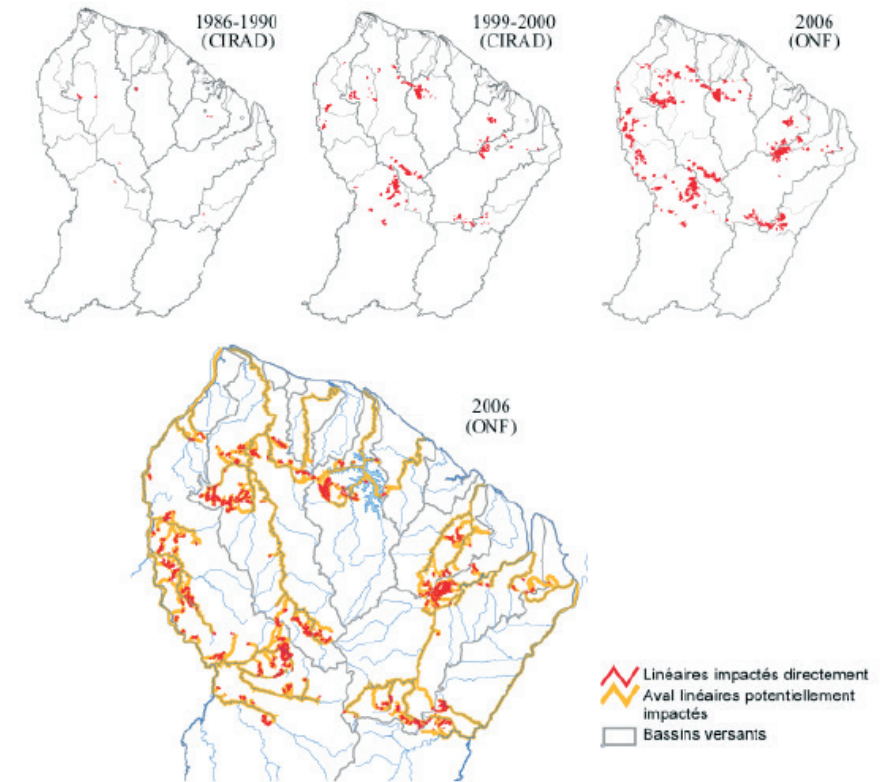 1986-1990
(CIRAD)
1999-2000
(CIRAD)
2006
(ONF)
2006
(ONF)
Linéaires impactés directement
Aval linéaires potentiellement
impactés
Bassins versants